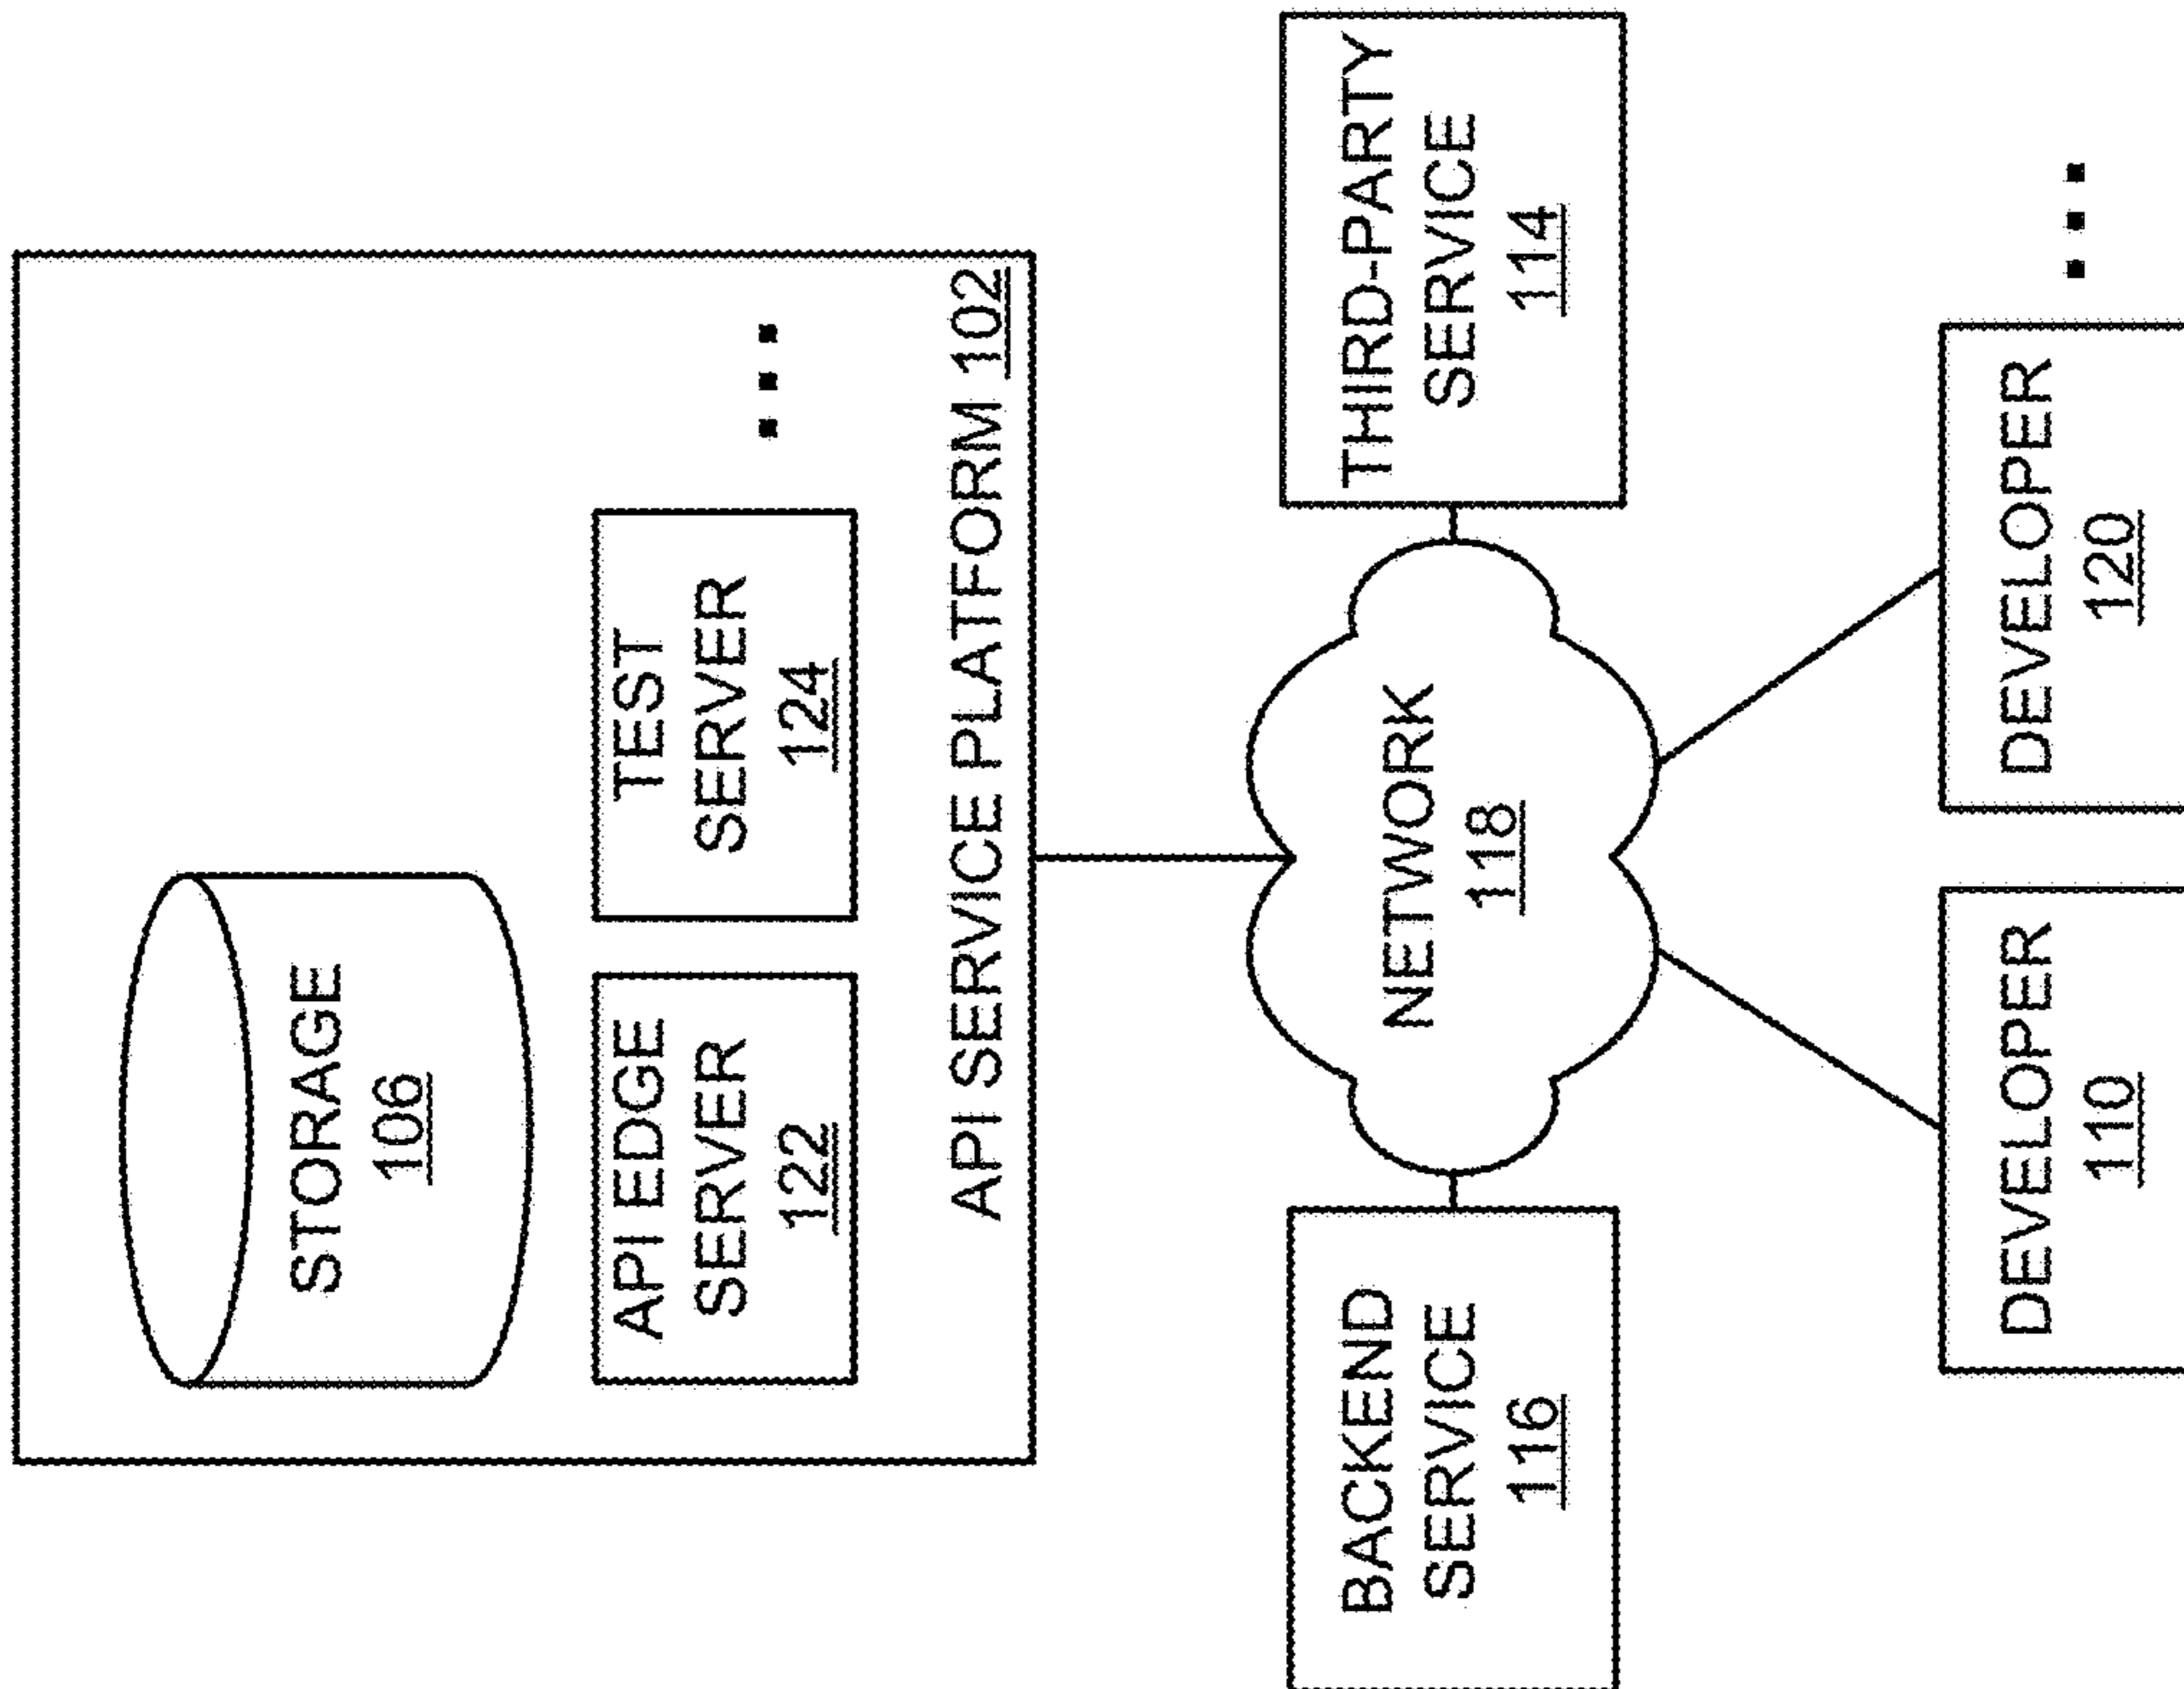 STORAGE
106
API EDGE
SERVER
122
TEST
SERVER
124
API SERVICE PLATFORM 102
BACKEND
SERVICE
116
NETWORK
118
THIRD-PARTY
SERVICE
114
DEVELOPER
110
DEVELOPER
120